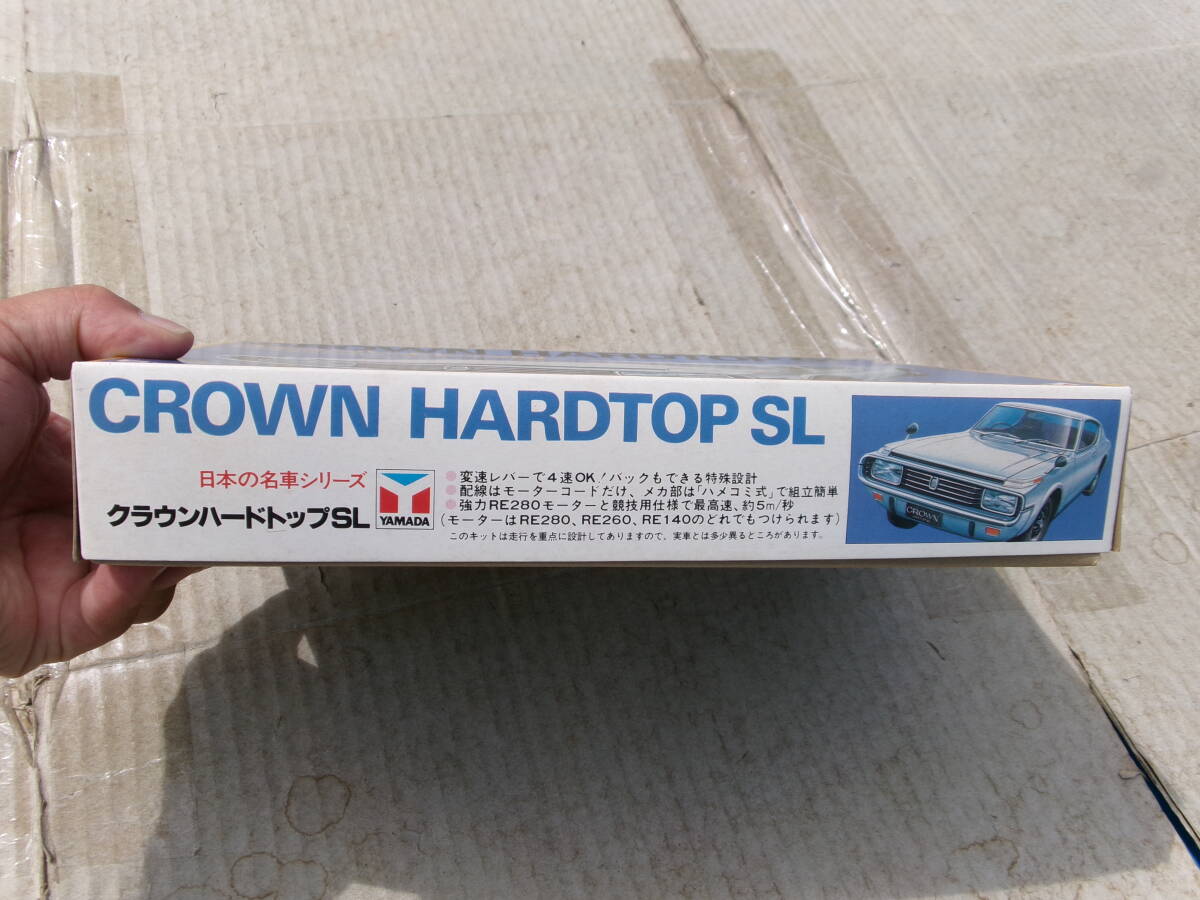 CROWN HARDTOP SL
日本の名車シリーズ
クラウンハードトップSL
YAMADA
●変速レバーで4速OK!バックもできる特殊設計
●配線はモーターコードだけ、メカ部は「ハメコミ式」で組立簡単
●強力RE280モーターと競技用仕様で最高速、約5m/秒
(モーターはRE280、RE260、RE140のどれでもつけられます)
このキットは走行を重点に設計してありますので、実車とは多少異るところがあります。
CROWN